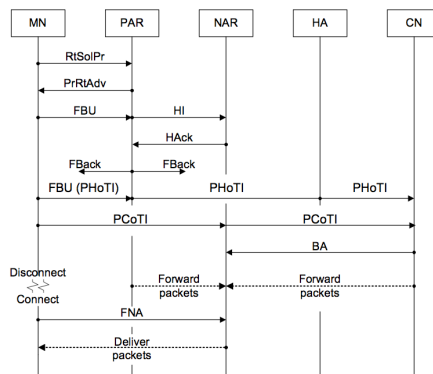 MN PAR NAR HA CN
RtSolPr
PrRtAdv
FBU HI
HAck
FBack FBack
FBU (PHoTI) PHoTI PHoTI
PCoTI PCoTI
BA
Disconnect
Forward packets
Forward packets
Connect
FNA
Deliver packets